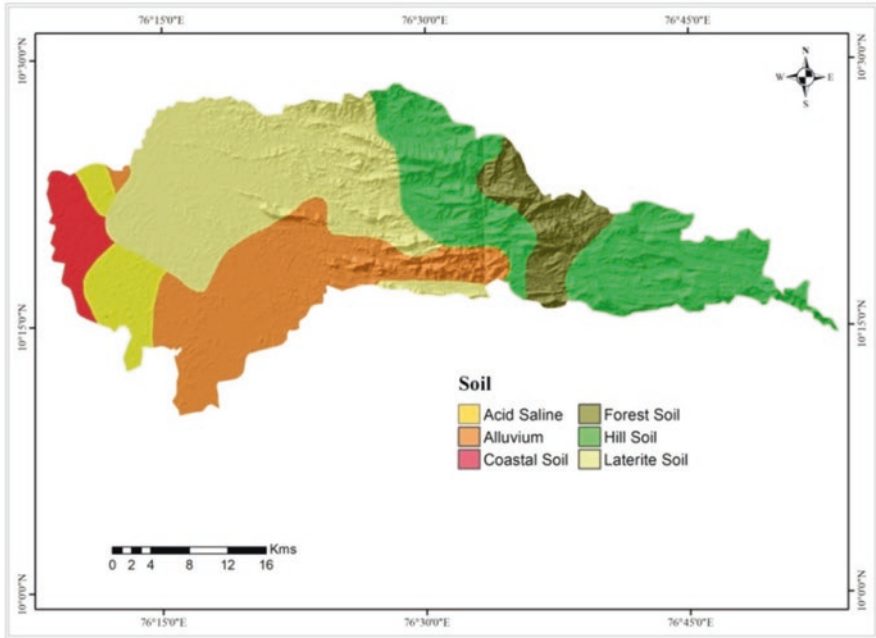 76°15'0"E 76°30'0"E 76°45'0"E
10°30'0"N 10°30'0"N
N
W E
S
10°15'0"N 10°15'0"N
Soil
Acid Saline Forest Soil
Alluvium Hill Soil
Coastal Soil Laterite Soil
Kms
0 2 4 8 12 16
10°0'0"N 10°0'0"N
76°15'0"E 76°30'0"E 76°45'0"E